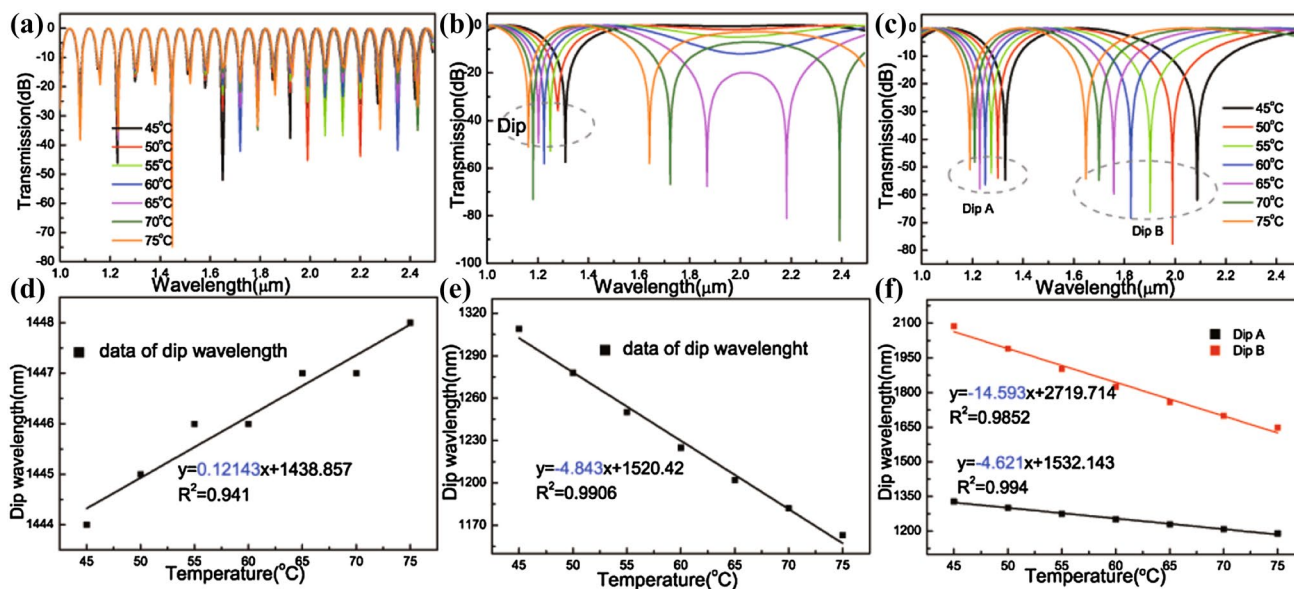 (a)
0
-10
-20
-30
-40
-50
-60
-70
-80
Transmission(dB)
45°C
50°C
55°C
60°C
65°C
70°C
75°C
1.0 1.2 1.4 1.6 1.8 2.0 2.2 2.4
Wavelength(μm)
(b)
0
-20
-40
-60
-80
-100
Transmission(dB)
Dip
1.0 1.2 1.4 1.6 1.8 2.0 2.2 2.4
Wavelength(μm)
(c)
0
-10
-20
-30
-40
-50
-60
-70
-80
Transmission(dB)
Dip A
Dip B
45°C
50°C
55°C
60°C
65°C
70°C
75°C
1.0 1.2 1.4 1.6 1.8 2.0 2.2 2.4
Wavelength(μm)
(d)
1448
1447
1446
1445
1444
Dip wavelength(nm)
data of dip wavelength
y=0.12143x+1438.857
R²=0.941
45 50 55 60 65 70 75
Temperature(°C)
(e)
1320
1290
1260
1230
1200
1170
Dip wavlength(nm)
data of dip wavelenght
y=-4.843x+1520.42
R²=0.9906
45 50 55 60 65 70 75
Temperature(°C)
(f)
2100
1950
1800
1650
1500
1350
1200
Dip wavelength(nm)
Dip A
Dip B
y=-14.593x+2719.714
R²=0.9852
y=-4.621x+1532.143
R²=0.994
45 50 55 60 65 70 75
Temperature(°C)